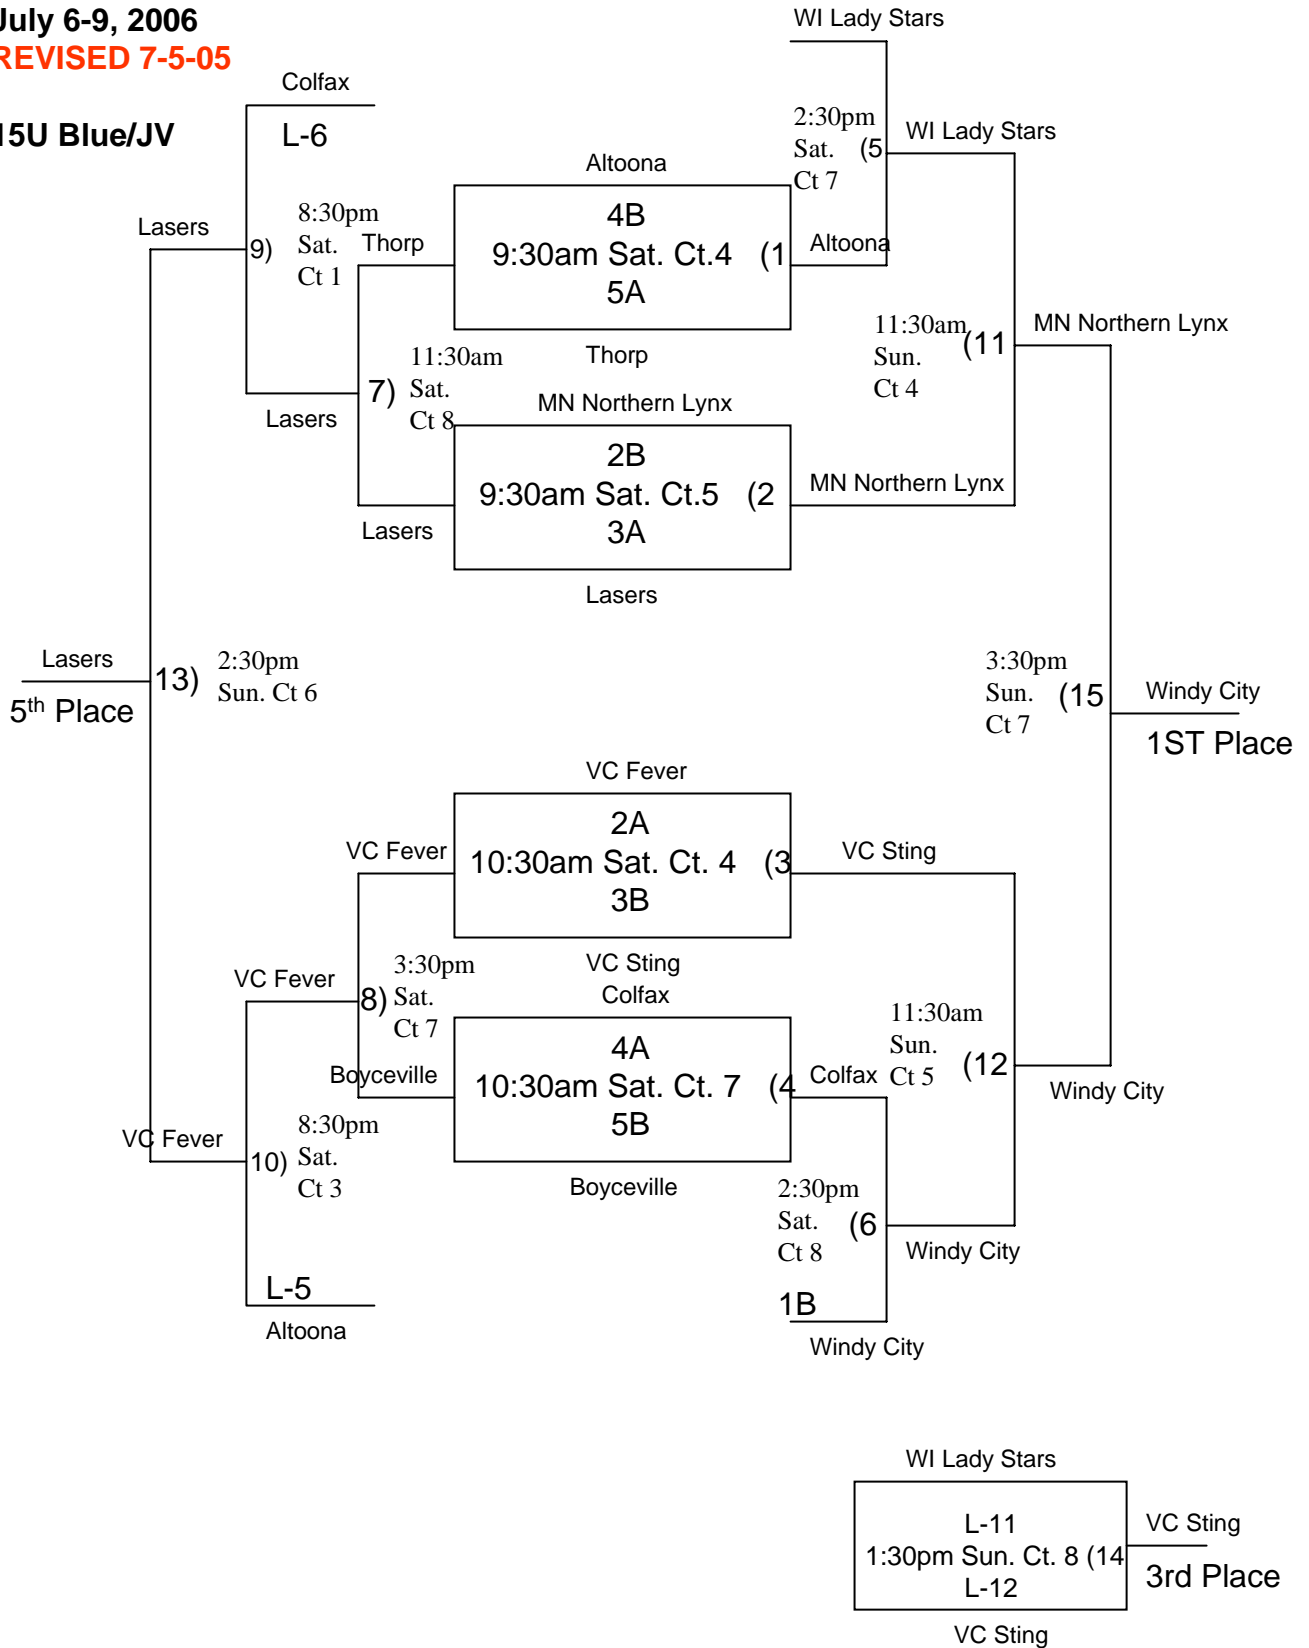 July 6-9, 2006
REVISED 7-5-05
15U Blue/JV
WI Lady Stars
Colfax
L-6
2:30pm
Sat. (5
Ct 7
WI Lady Stars
Altoona
4B
9:30am Sat. Ct.4 (1
5A
Thorp
Altoona
Lasers
9)
8:30pm
Sat.
Ct 1
Thorp
11:30am
Sun. (11
Ct 4
MN Northern Lynx
7)
11:30am
Sat.
Ct 8
Lasers
MN Northern Lynx
2B
9:30am Sat. Ct.5 (2
3A
Lasers
MN Northern Lynx
Lasers
Lasers
5th Place
13)
2:30pm
Sun. Ct 6
3:30pm
Sun. (15
Ct 7
Windy City
1ST Place
VC Fever
2A
10:30am Sat. Ct. 4 (3
3B
VC Sting
VC Fever
VC Sting
VC Fever
8)
3:30pm
Sat.
Ct 7
Colfax
4A
10:30am Sat. Ct. 7 (4
5B
Boyceville
Boyceville
Colfax
11:30am
Sun.
Ct 5 (12
Windy City
VC Fever
10)
8:30pm
Sat.
Ct 3
2:30pm
Sat. (6
Ct 8
Windy City
L-5
Altoona
1B
Windy City
WI Lady Stars
L-11
1:30pm Sun. Ct. 8 (14
L-12
VC Sting
VC Sting
3rd Place